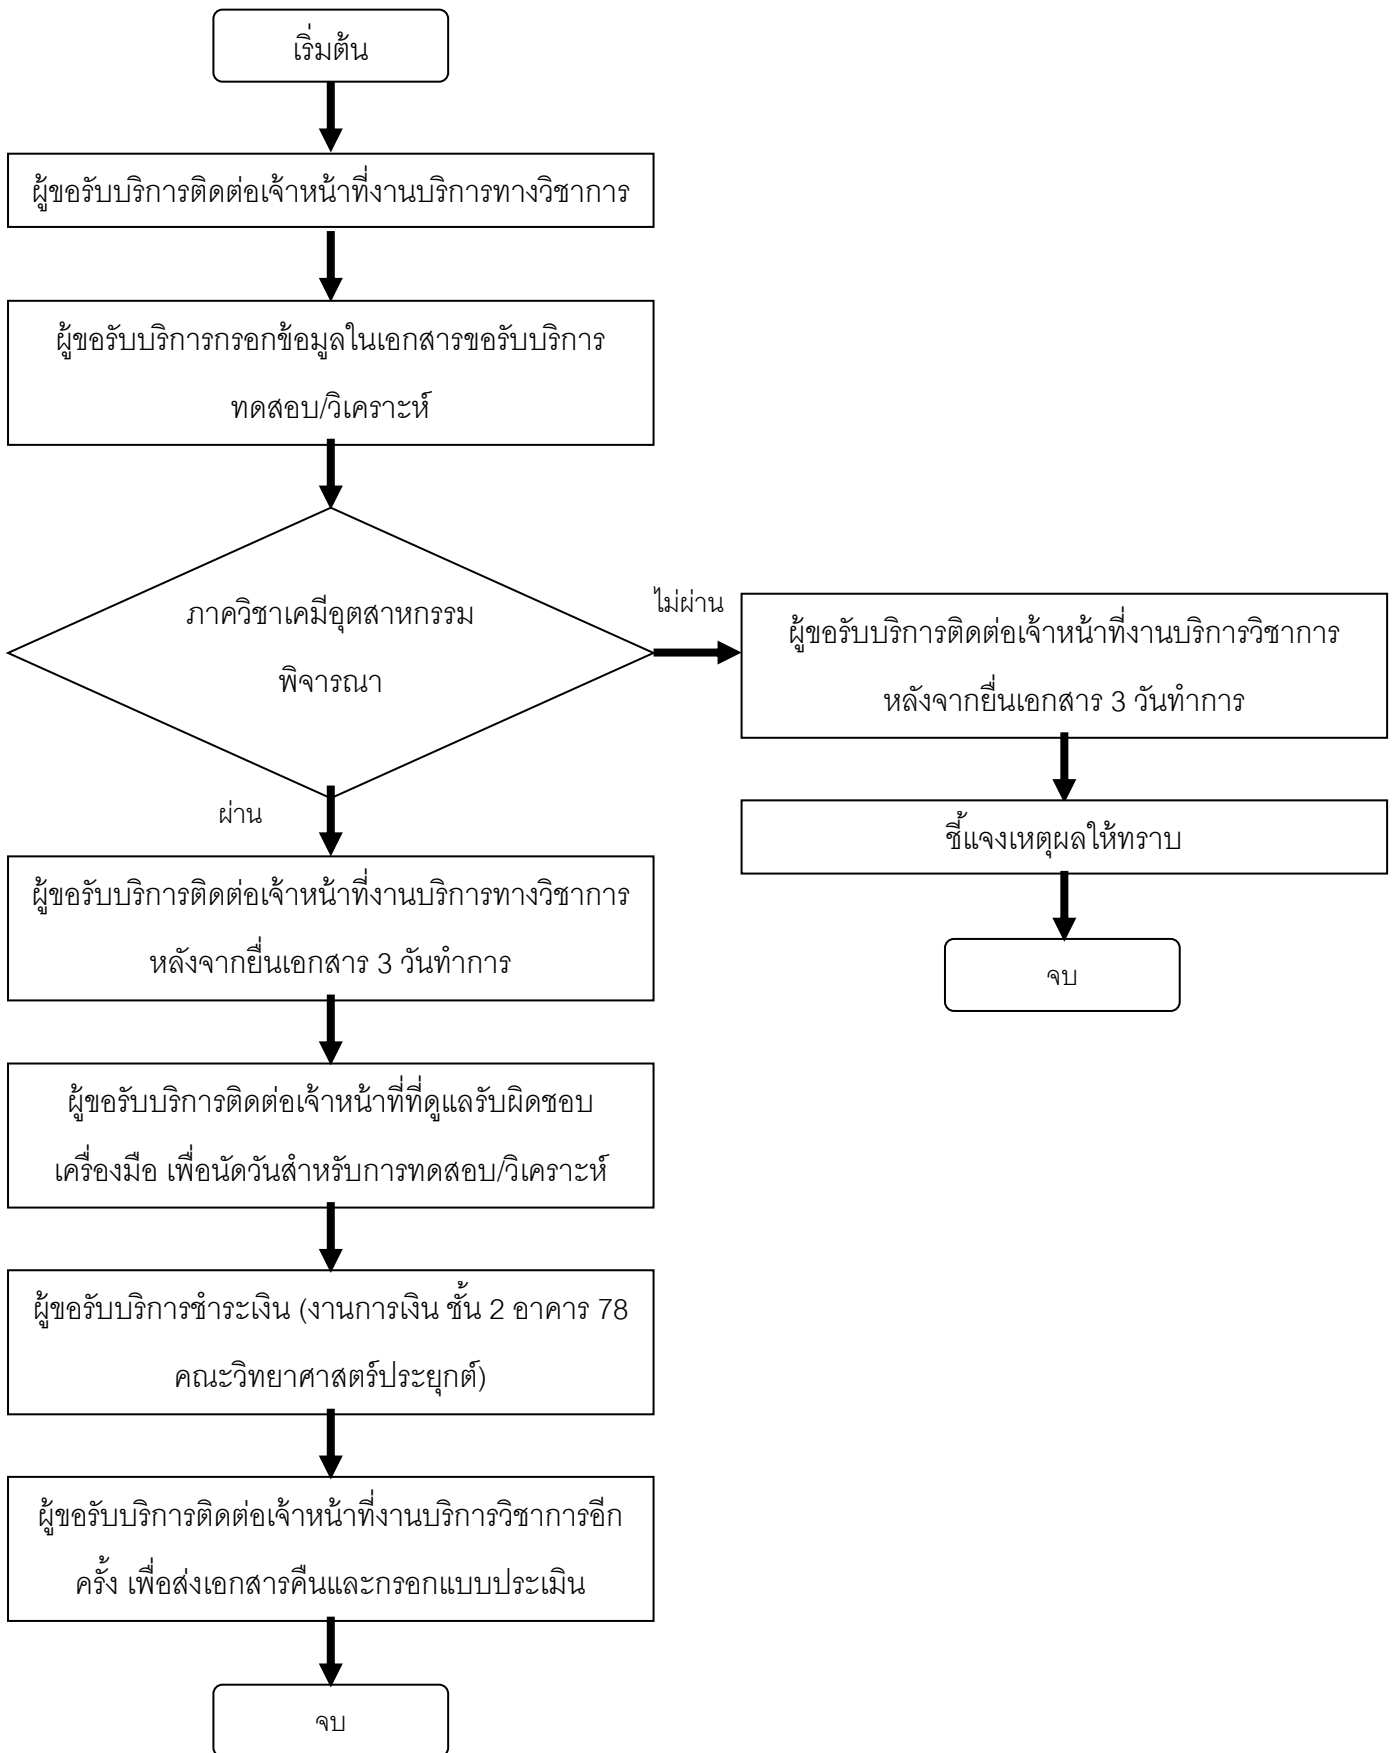 เริ่มต้น
ผู้ขอรับบริการติดต่อเจ้าหน้าที่งานบริการทางวิชาการ
ผู้ขอรับบริการกรอกข้อมูลในเอกสารขอรับบริการ
ทดสอบ/วิเคราะห์
ภาควิชาเคมีอุตสาหกรรม
พิจารณา
ไม่ผ่าน
ผู้ขอรับบริการติดต่อเจ้าหน้าที่งานบริการวิชาการ
หลังจากยื่นเอกสาร 3 วันทำการ
ชี้แจงเหตุผลให้ทราบ
จบ
ผ่าน
ผู้ขอรับบริการติดต่อเจ้าหน้าที่งานบริการทางวิชาการ
หลังจากยื่นเอกสาร 3 วันทำการ
ผู้ขอรับบริการติดต่อเจ้าหน้าที่ที่ดูแลรับผิดชอบ
เครื่องมือ เพื่อนัดวันสำหรับการทดสอบ/วิเคราะห์
ผู้ขอรับบริการชำระเงิน (งานการเงิน ชั้น 2 อาคาร 78
คณะวิทยาศาสตร์ประยุกต์)
ผู้ขอรับบริการติดต่อเจ้าหน้าที่งานบริการวิชาการอีก
ครั้ง เพื่อส่งเอกสารคืนและกรอกแบบประเมิน
จบ